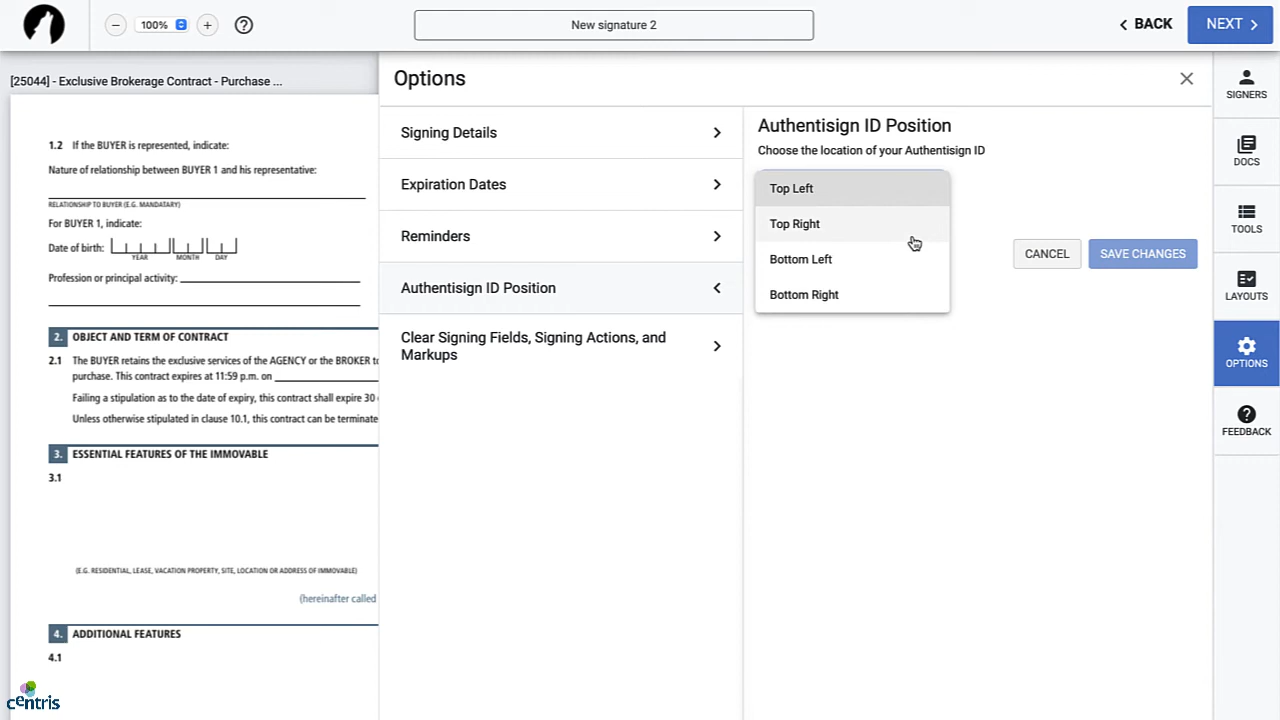 100%
New signature 2
BACK
NEXT
[25044] - Exclusive Brokerage Contract - Purchase ...
1.2 If the BUYER is represented, indicate:
Nature of relationship between BUYER 1 and his representative:
RELATIONSHIP TO BUYER (E.G. MANDATARY)
For BUYER 1, indicate:
Date of birth:
YEAR MONTH DAY
Profession or principal activity:
2. OBJECT AND TERM OF CONTRACT
2.1 The BUYER retains the exclusive services of the AGENCY or the BROKER to
purchase. This contract expires at 11:59 p.m. on
Failing a stipulation as to the date of expiry, this contract shall expire 30
Unless otherwise stipulated in clause 10.1, this contract can be terminate
3. ESSENTIAL FEATURES OF THE IMMOVABLE
3.1
(E.G. RESIDENTIAL, LEASE, VACATION PROPERTY, SITE, LOCATION OR ADDRESS OF IMMOVABLE)
(hereinafter called
4. ADDITIONAL FEATURES
4.1
centris
Options
Signing Details
Expiration Dates
Reminders
Authentisign ID Position
Clear Signing Fields, Signing Actions, and
Markups
Authentisign ID Position
Choose the location of your Authentisign ID
Top Left
Top Right
Bottom Left
Bottom Right
CANCEL
SAVE CHANGES
SIGNERS
DOCS
TOOLS
LAYOUTS
OPTIONS
FEEDBACK